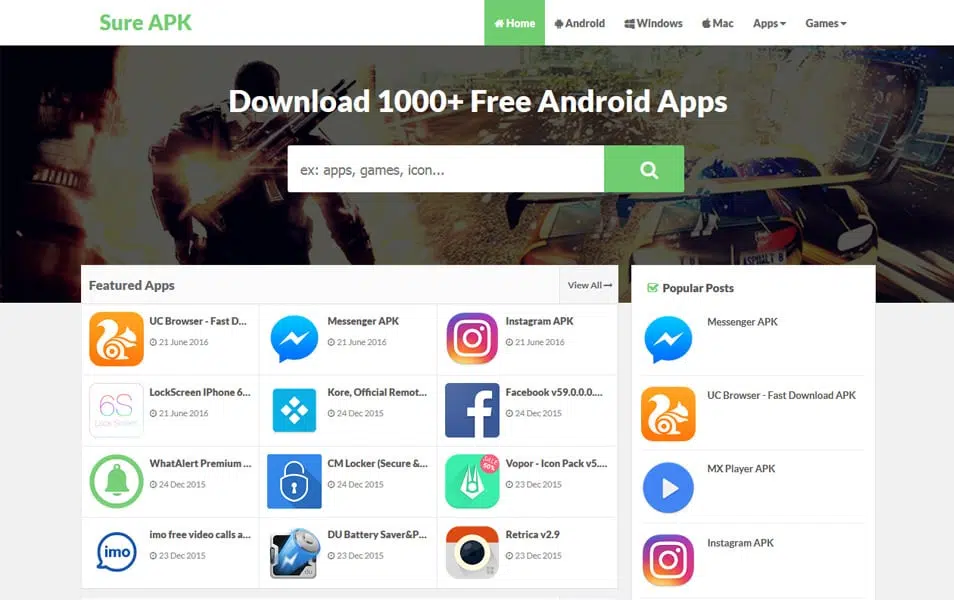 Sure APK
Home
Android
Windows
Mac
Apps
Games
Download 1000+ Free Android Apps
ex: apps, games, icon...
ASPHALT 8
Featured Apps
View All
UC Browser - Fast D...
21 June 2016
Messenger APK
21 June 2016
Instagram APK
21 June 2016
6S
Lock Screen
LockScreen IPhone 6...
21 June 2016
Kore, Official Remot...
24 Dec 2015
Facebook v59.0.0.0....
24 Dec 2015
WhatAlert Premium ...
24 Dec 2015
CM Locker (Secure &...
24 Dec 2015
SALE
50%
Vopor - Icon Pack v5....
23 Dec 2015
imo
imo free video calls a...
23 Dec 2015
DU
DU Battery Saver&P...
23 Dec 2015
Retrica v2.9
23 Dec 2015
Popular Posts
Messenger APK
UC Browser - Fast Download APK
MX Player APK
Instagram APK